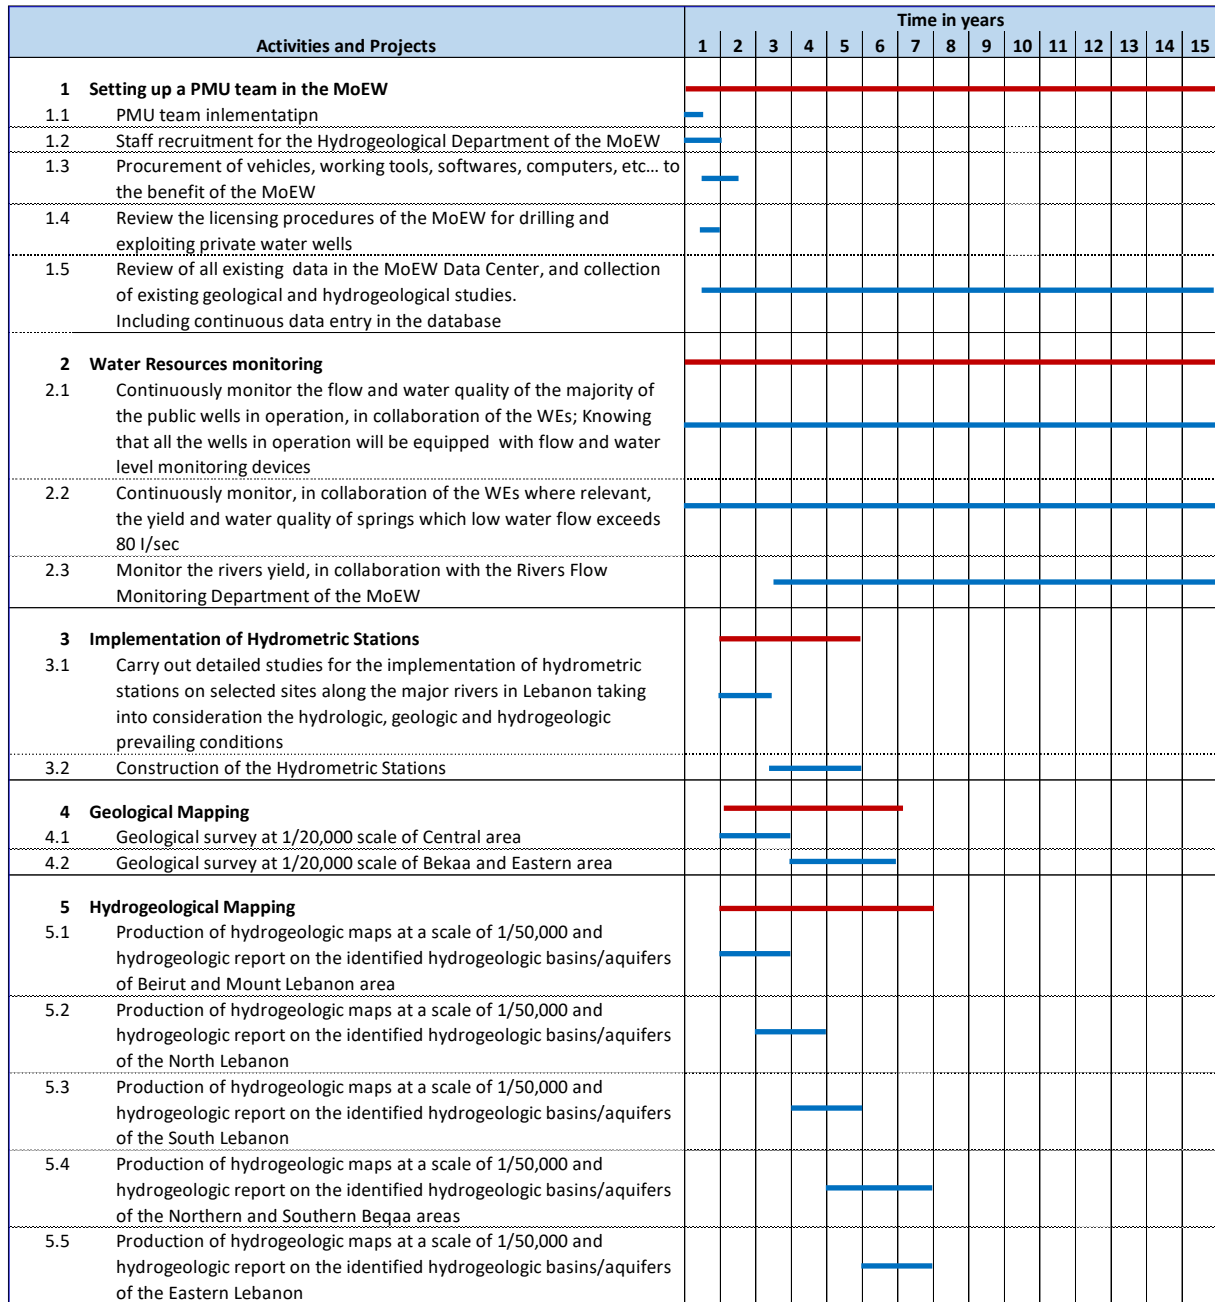 Time in years
Activities and Projects 1 2 3 4 5 6 7 8 9 10 11 12 13 14 15
1 Setting up a PMU team in the MoEW
1.1 PMU team inlementatipn
1.2 Staff recruitment for the Hydrogeological Department of the MoEW
1.3 Procurement of vehicles, working tools, softwares, computers, etc... to
the benefit of the MoEW
1.4 Review the licensing procedures of the MoEW for drilling and
exploiting private water wells
1.5 Review of all existing data in the MoEW Data Center, and collection
of existing geological and hydrogeological studies.
Including continuous data entry in the database
2 Water Resources monitoring
2.1 Continuously monitor the flow and water quality of the majority of
the public wells in operation, in collaboration of the WEs; Knowing
that all the wells in operation will be equipped with flow and water
level monitoring devices
2.2 Continuously monitor, in collaboration of the WEs where relevant,
the yield and water quality of springs which low water flow exceeds
80 l/sec
2.3 Monitor the rivers yield, in collaboration with the Rivers Flow
Monitoring Department of the MoEW
3 Implementation of Hydrometric Stations
3.1 Carry out detailed studies for the implementation of hydrometric
stations on selected sites along the major rivers in Lebanon taking
into consideration the hydrologic, geologic and hydrogeologic
prevailing conditions
3.2 Construction of the Hydrometric Stations
4 Geological Mapping
4.1 Geological survey at 1/20,000 scale of Central area
4.2 Geological survey at 1/20,000 scale of Bekaa and Eastern area
5 Hydrogeological Mapping
5.1 Production of hydrogeologic maps at a scale of 1/50,000 and
hydrogeologic report on the identified hydrogeologic basins/aquifers
of Beirut and Mount Lebanon area
5.2 Production of hydrogeologic maps at a scale of 1/50,000 and
hydrogeologic report on the identified hydrogeologic basins/aquifers
of the North Lebanon
5.3 Production of hydrogeologic maps at a scale of 1/50,000 and
hydrogeologic report on the identified hydrogeologic basins/aquifers
of the South Lebanon
5.4 Production of hydrogeologic maps at a scale of 1/50,000 and
hydrogeologic report on the identified hydrogeologic basins/aquifers
of the Northern and Southern Beqaa areas
5.5 Production of hydrogeologic maps at a scale of 1/50,000 and
hydrogeologic report on the identified hydrogeologic basins/aquifers
of the Eastern Lebanon